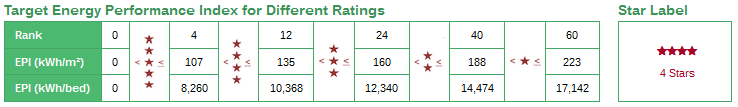 Target Energy Performance Index for Different Ratings
Star Label
Rank 0 4 12 24 40 60
EPI (kWh/m²) 0 < ★★★★★ ≤ 107 < ★★★★ ≤ 135 < ★★★ ≤ 160 < ★★ ≤ 188 < ★ ≤ 223
EPI (kWh/bed) 0 8,260 10,368 12,340 14,474 17,142
★★★★
4 Stars